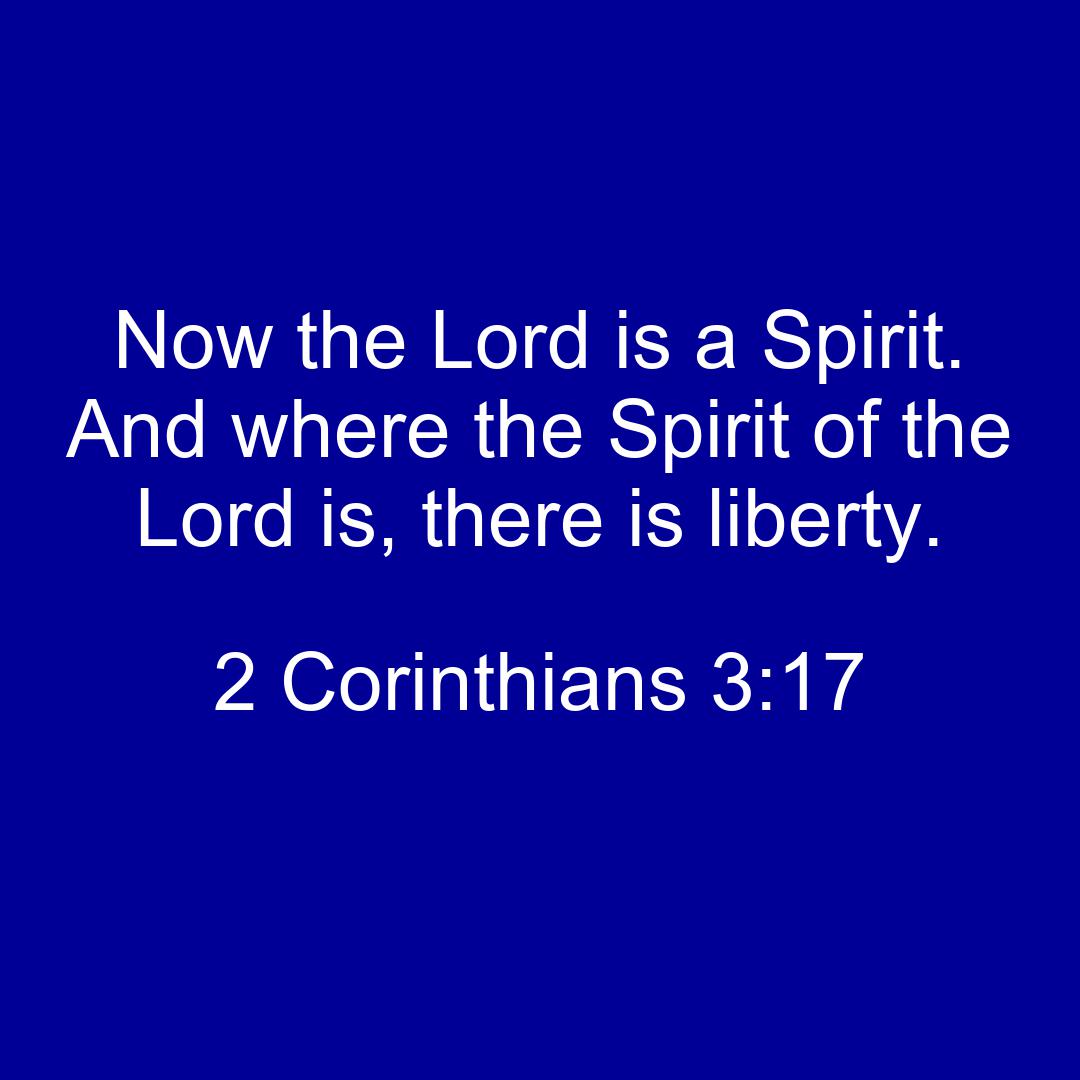 Now the Lord is a Spirit.
And where the Spirit of the
Lord is, there is liberty.
2 Corinthians 3:17